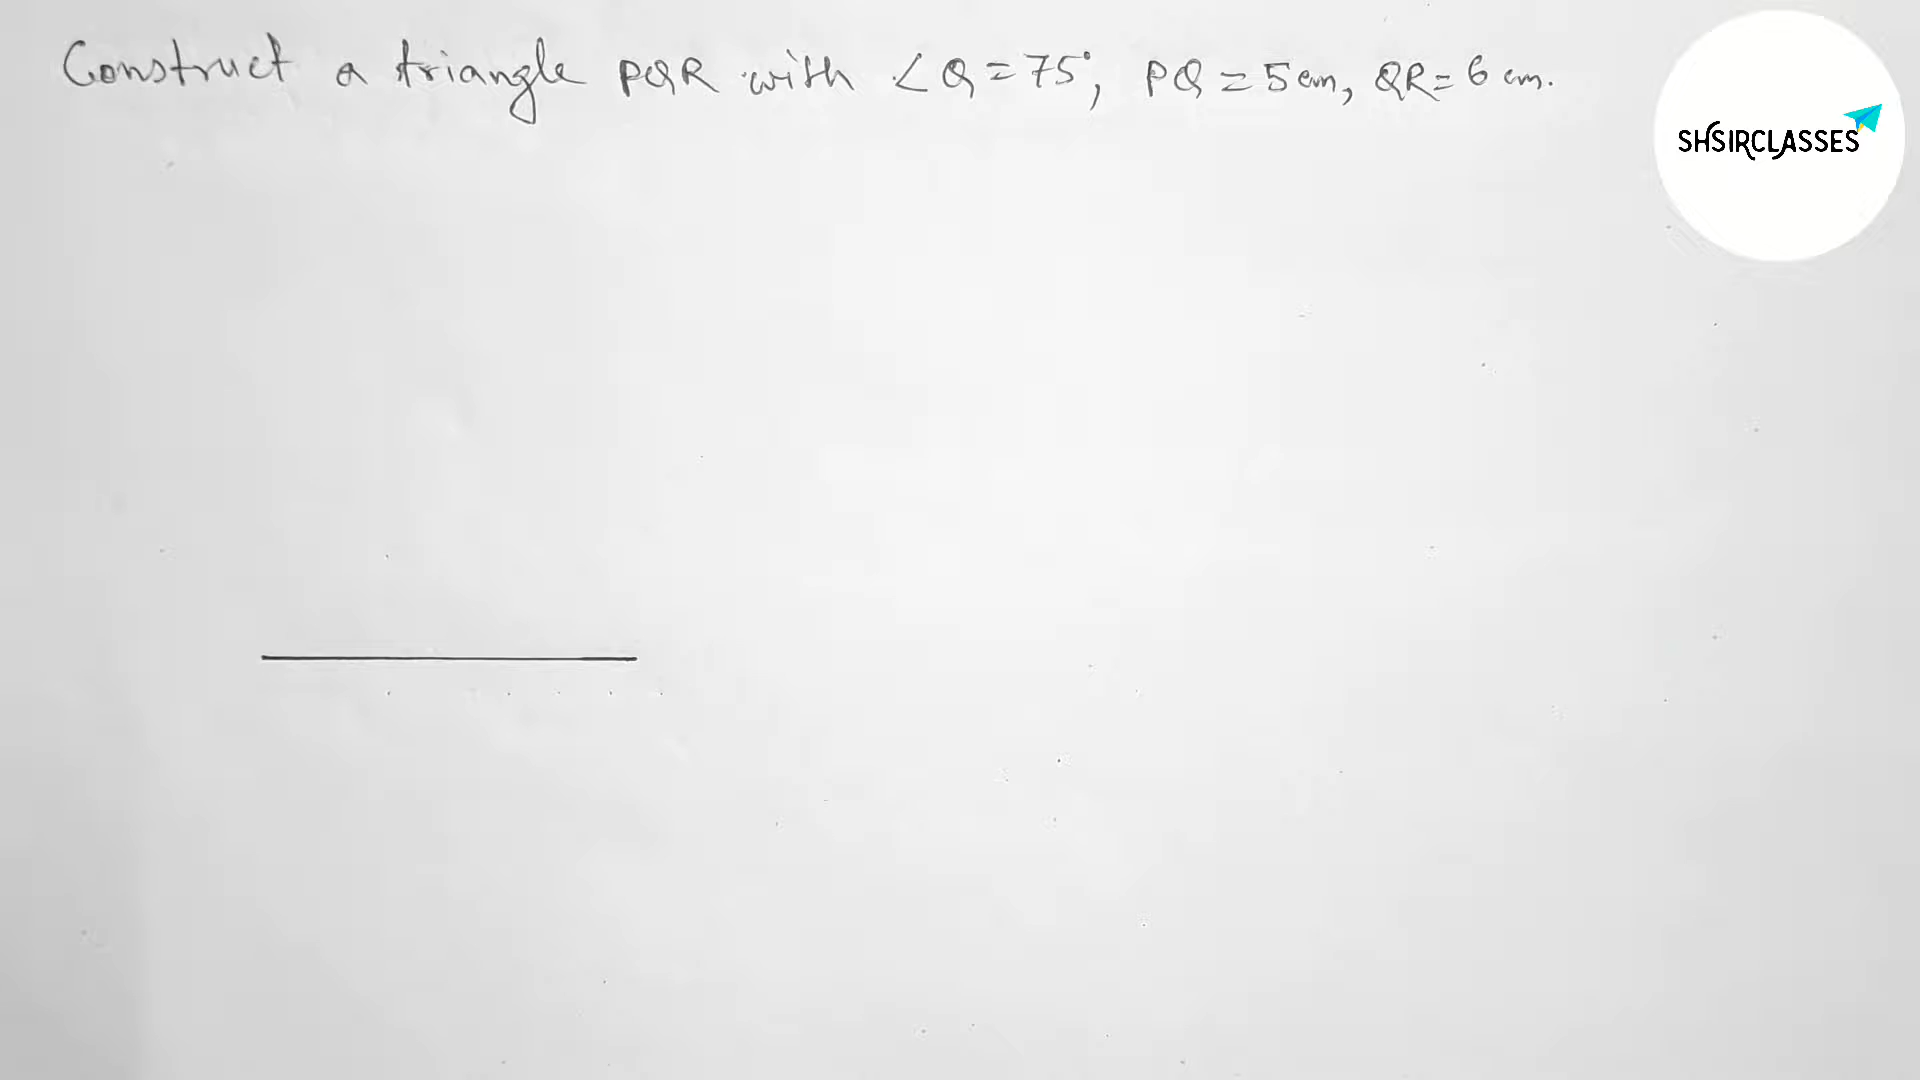 Construct a triangle PQR with ∠Q = 75°, PQ = 5 cm, QR = 6 cm.
SHSIRCLASSES